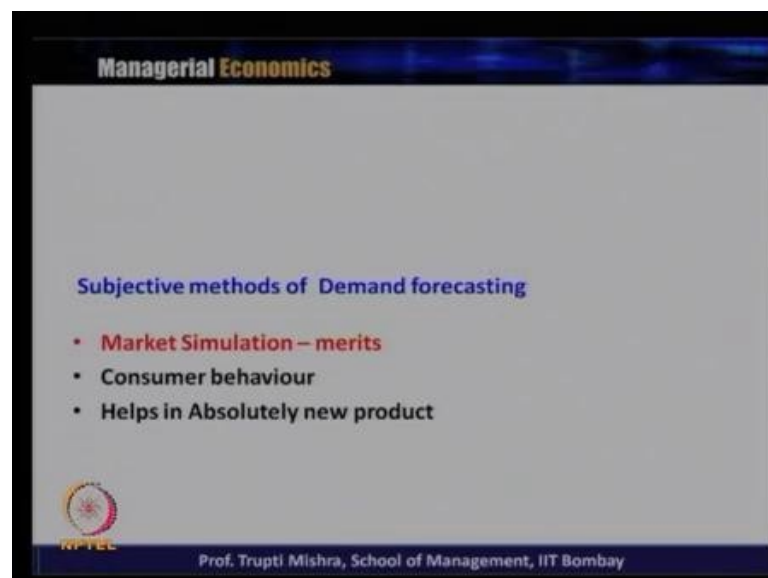 Managerial Economics
Subjective methods of Demand forecasting
• Market Simulation – merits
• Consumer behaviour
• Helps in Absolutely new product
NPTEL
Prof. Trupti Mishra, School of Management, IIT Bombay